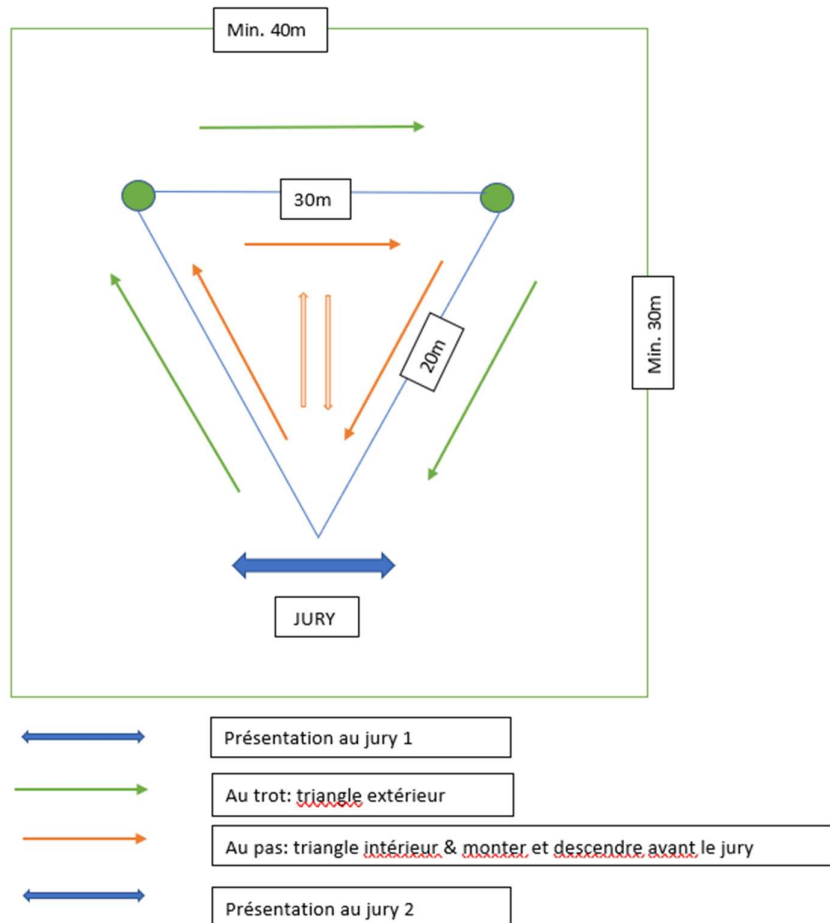 Min. 40m
30m
20m
Min. 30m
JURY
Présentation au jury 1
Au trot: triangle extérieur
Au pas: triangle intérieur & monter et descendre avant le jury
Présentation au jury 2